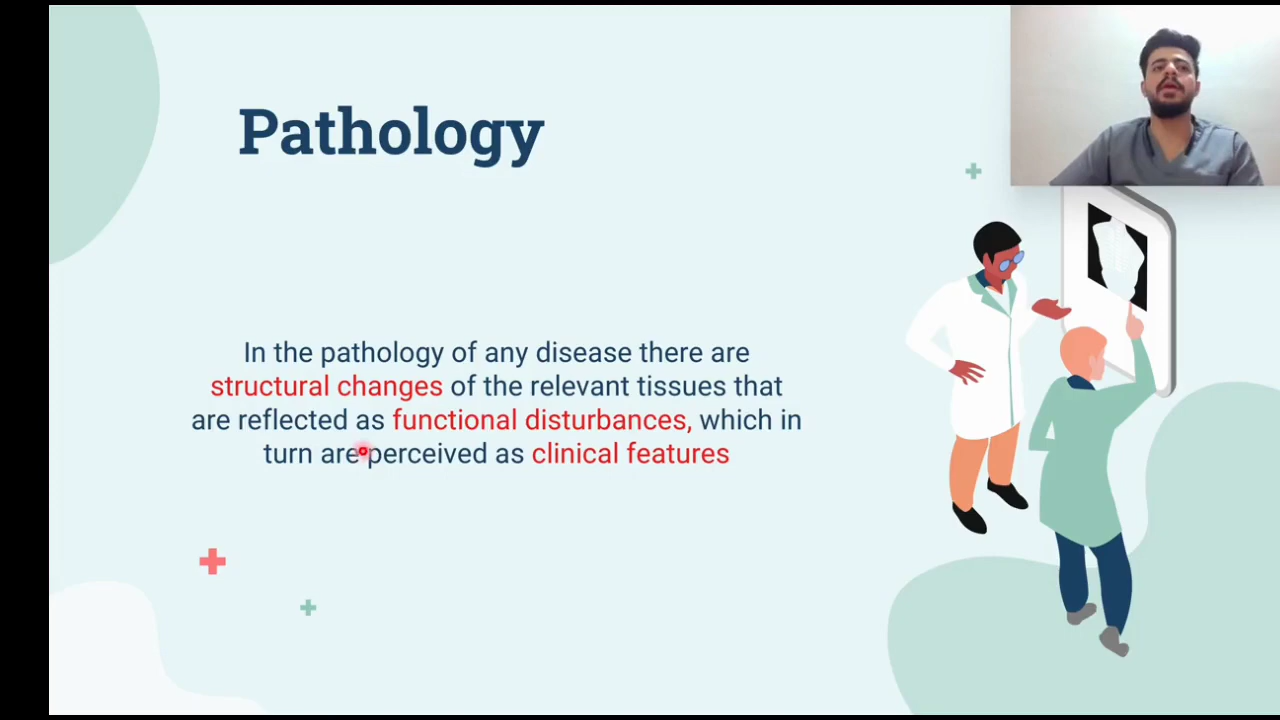 Pathology
In the pathology of any disease there are
structural changes of the relevant tissues that
are reflected as functional disturbances, which in
turn are perceived as clinical features